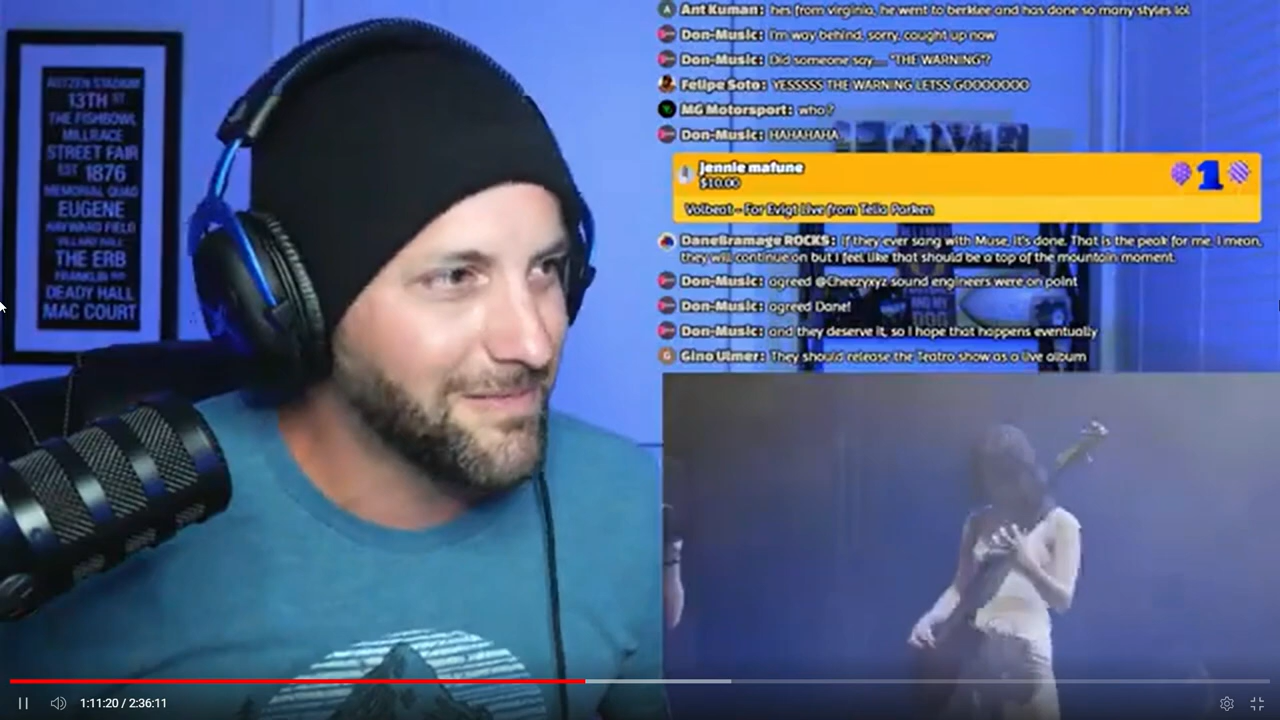 AUTZEN STADIUM
13TH ST
THE FISHBOWL
MILLRACE
STREET FAIR
EST 1876
MEMORIAL QUAD
EUGENE
HAYWARD FIELD
VILLARD HALL
THE ERB
FRANKLIN
DEADY HALL
MAC COURT
A Ant Kuman: hes from virginia, he went to berklee and has done so many styles lol
Don-Music: I'm way behind, sorry, caught up now
Don-Music: Did someone say.... "THE WARNING"?
Felipe Soto: YESSSSS THE WARNING LETSS GOOOOOOO
MG Motorsport: who ?
Don-Music: HAHAHAHA
jennie mafune
$10.00
1
Volbeat - For Evigt Live from Telia Parken
DaneBramage ROCKS: If they ever sang with Muse, it's done. That is the peak for me. I mean,
they will continue on but i feel like that should be a top of the mountain moment.
Don-Music: agreed @Cheezyxyz sound engineers were on point
Don-Music: agreed Dane!
Don-Music: and they deserve it, so I hope that happens eventually
G Gino Ulmer: They should release the Teatro show as a live album
1:11:20 / 2:36:11